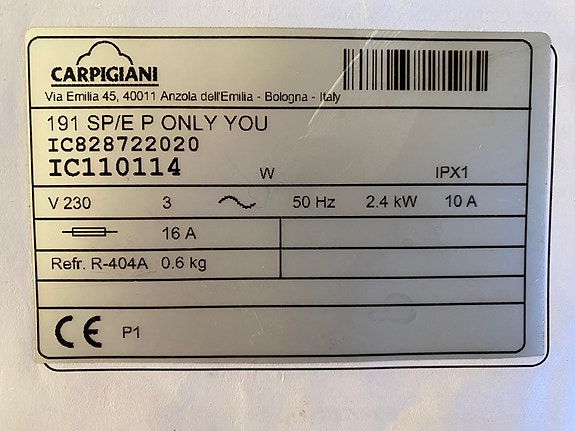 CARPIGIANI
Via Emilia 45, 40011 Anzola dell'Emilia - Bologna - Italy
191 SP/E P ONLY YOU
IC828722020
IC110114 W IPX1
V 230 3 50 Hz 2.4 kW 10 A
16 A
Refr. R-404A 0.6 kg
CE P1